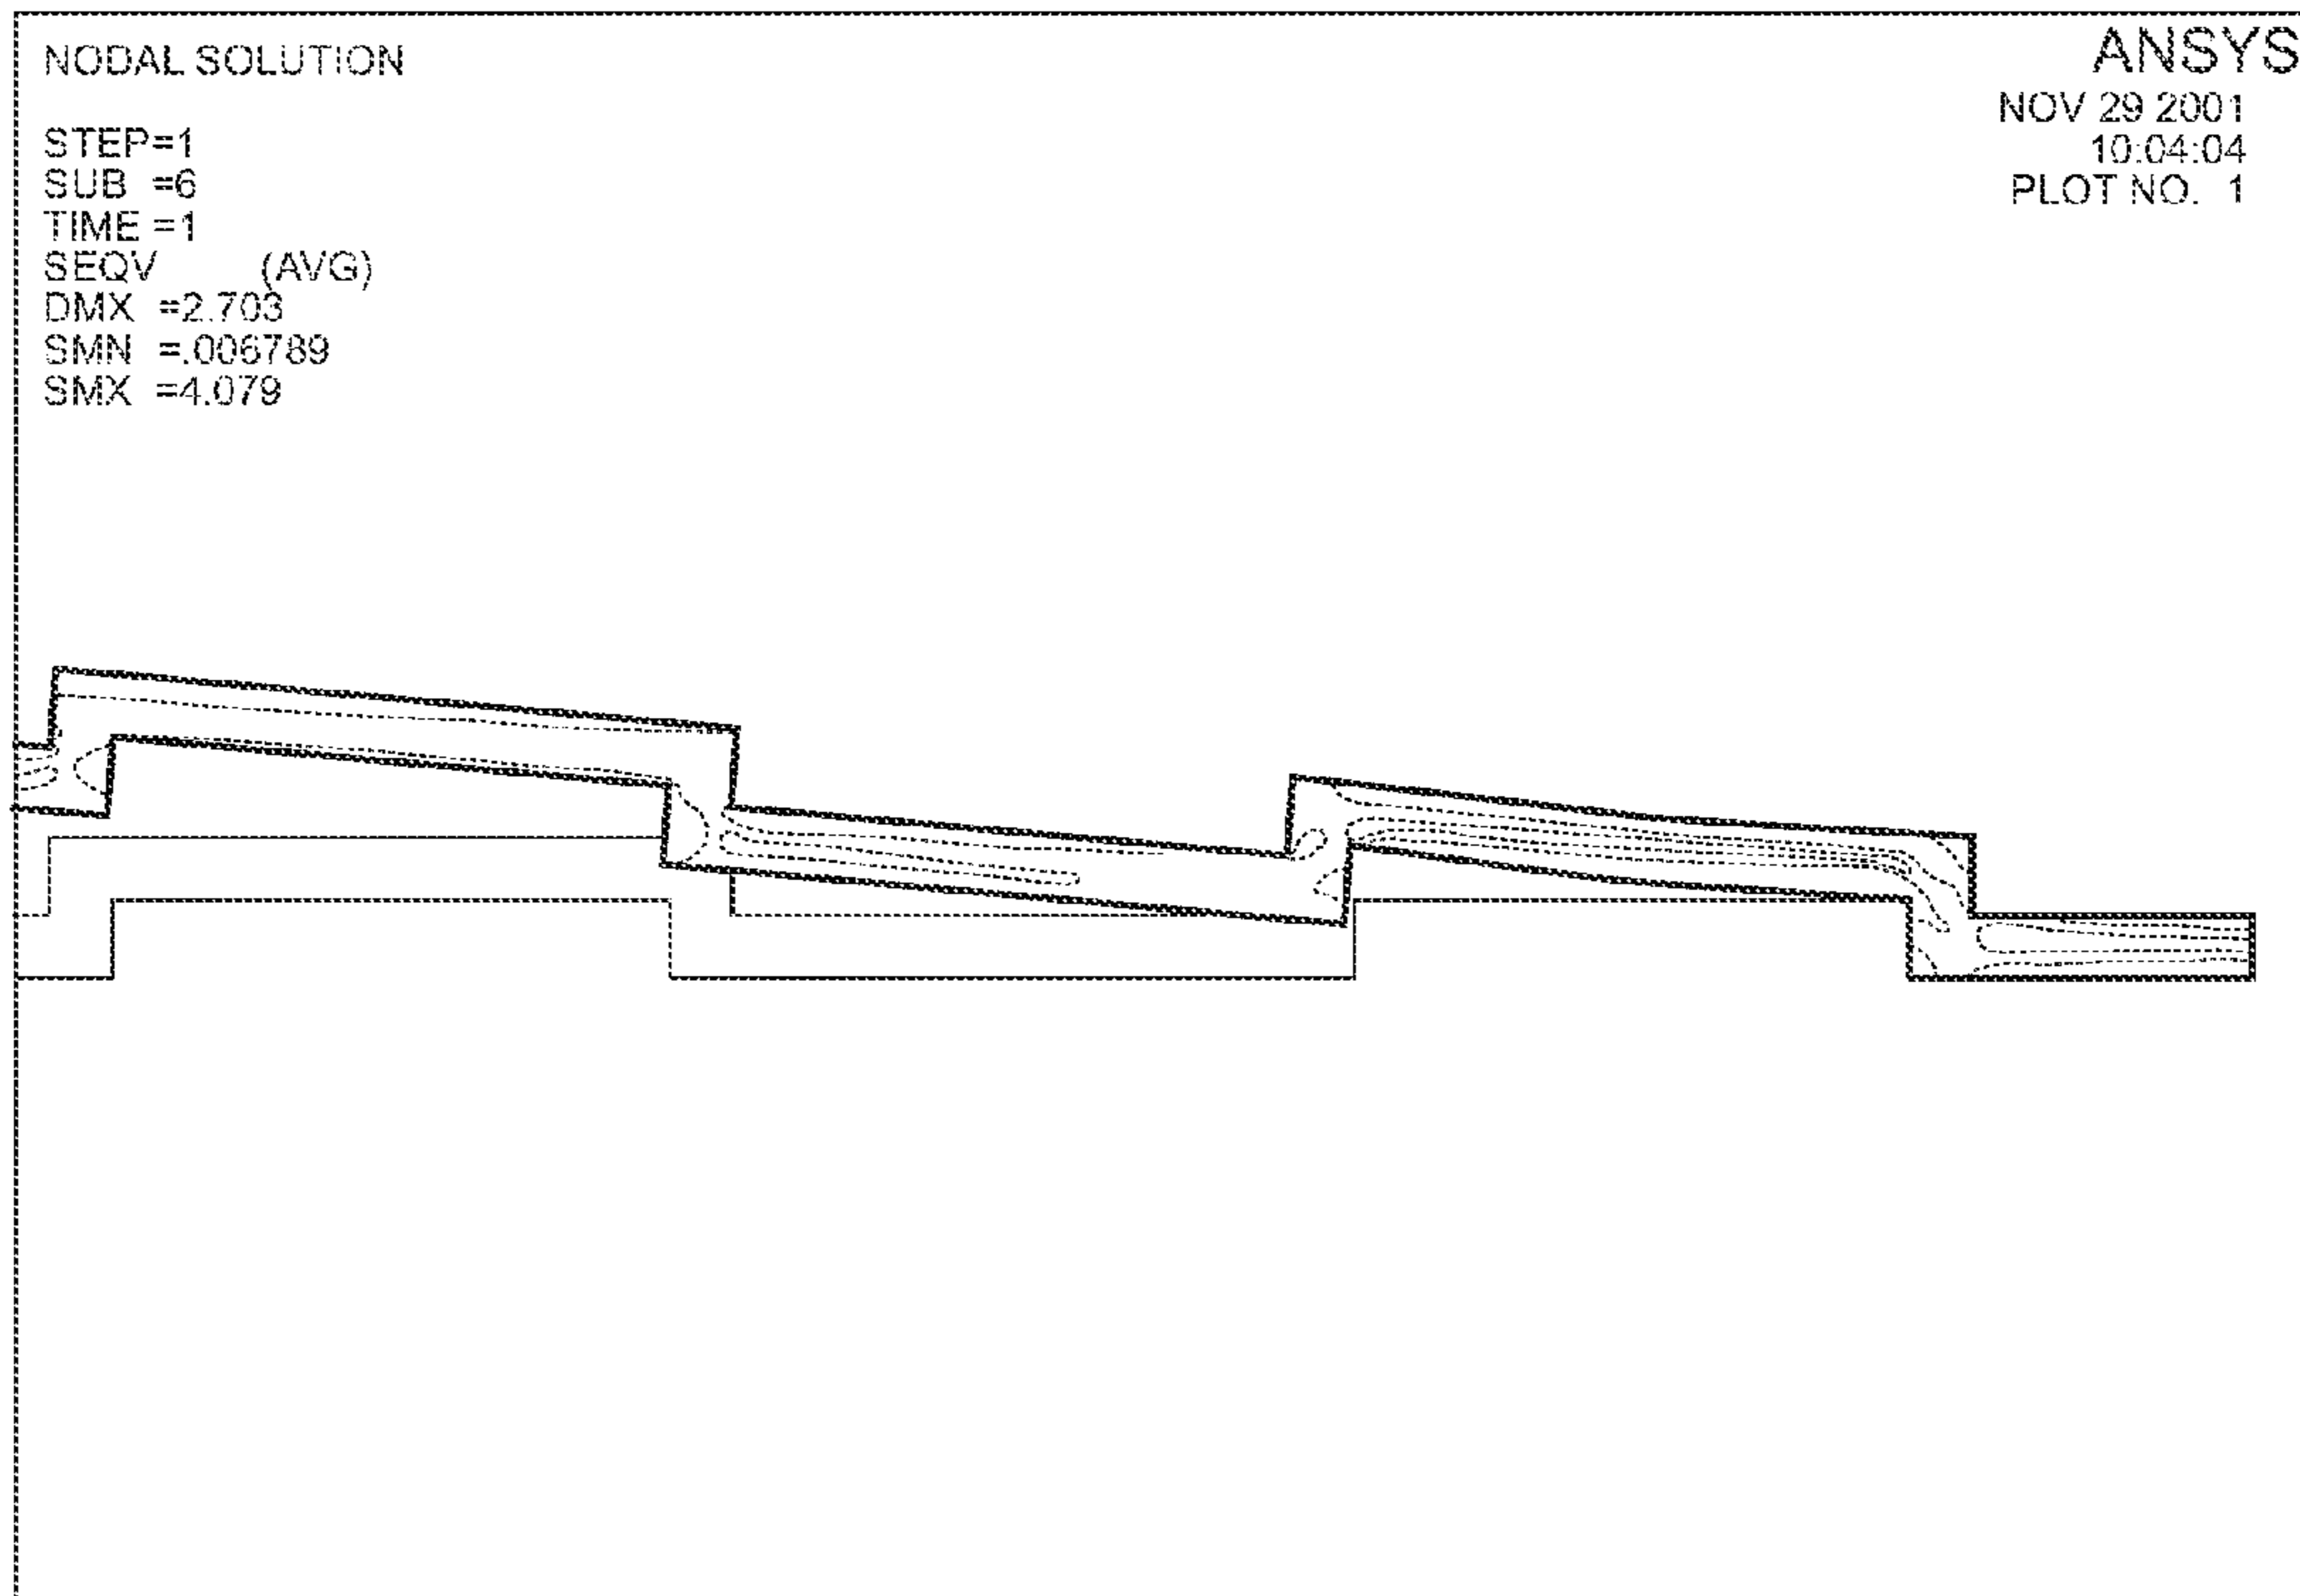 NODAL SOLUTION
STEP=1
SUB =6
TIME =1
SEQV (AVG)
DMX =2.703
SMN =.006789
SMX =4.079
ANSYS
NOV 29 2001
10:04:04
PLOT NO. 1